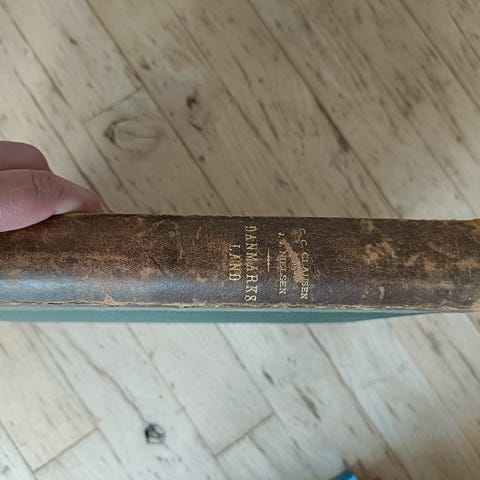 C. C. CLAUSEN
NIELSEN
DANMARKS
LAND